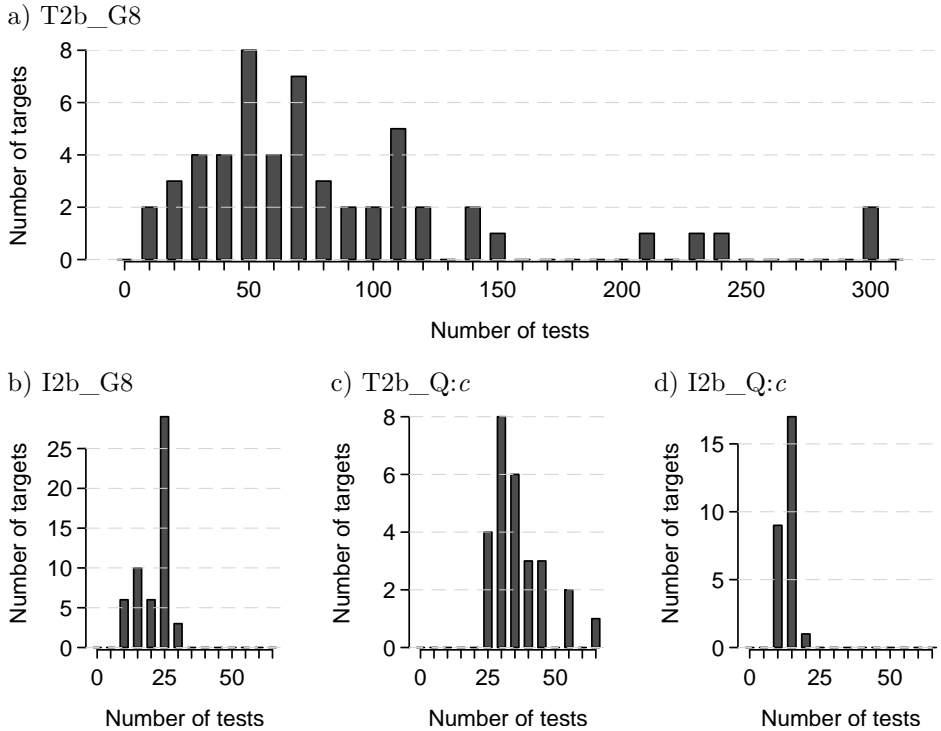 a) T2b_G8
Number of targets
8
6
4
2
0
0 50 100 150 200 250 300
Number of tests
b) I2b_G8
Number of targets
25
20
15
10
5
0
0 25 50
Number of tests
c) T2b_Q:c
Number of targets
8
6
4
2
0
0 25 50
Number of tests
d) I2b_Q:c
Number of targets
15
10
5
0
0 25 50
Number of tests